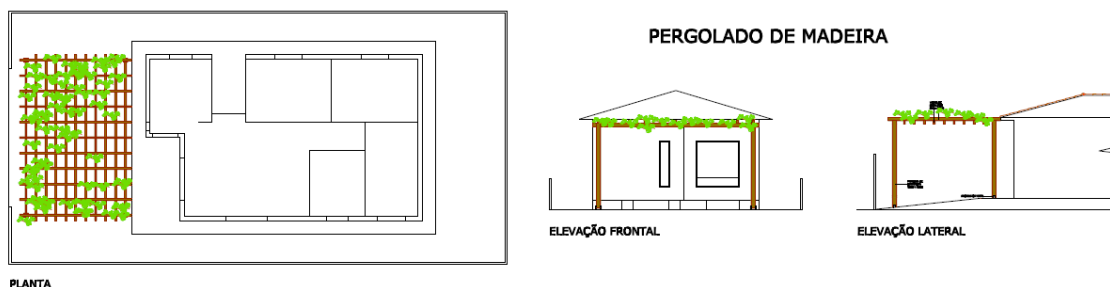 PERGOLADO DE MADEIRA
ELEVAÇÃO FRONTAL
ELEVAÇÃO LATERAL
PLANTA